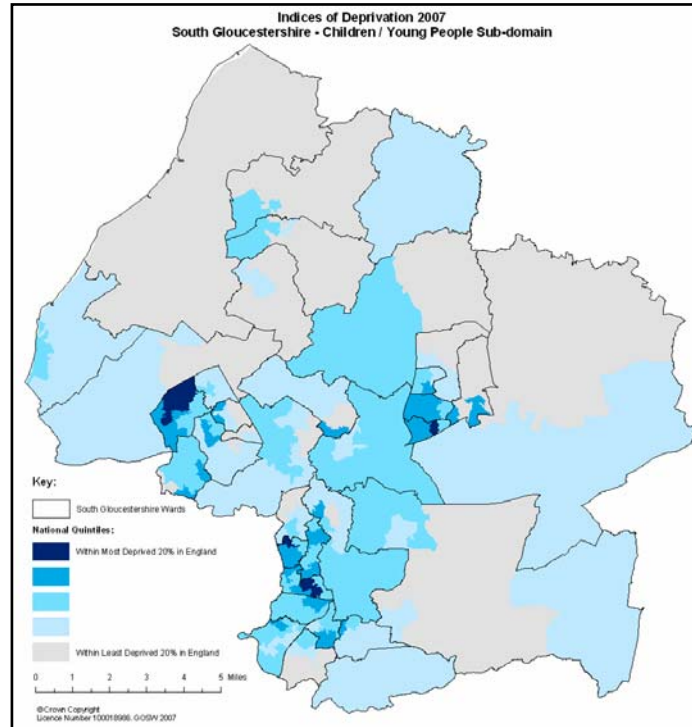 Indices of Deprivation 2007
South Gloucestershire - Children / Young People Sub-domain
Key:
South Gloucestershire Wards
National Quintiles:
Within Most Deprived 20% in England
Within Least Deprived 20% in England
0 1 2 3 4 5 Miles
©Crown Copyright
Licence Number 100018986. GOSW 2007